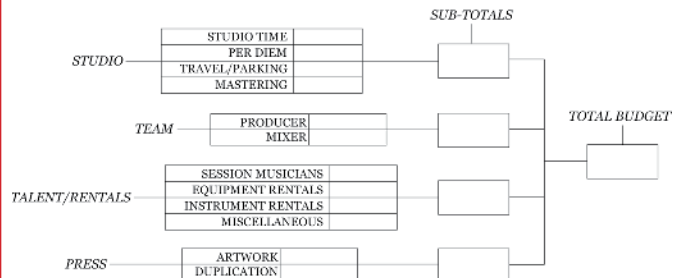 SUB-TOTALS
STUDIO TIME
PER DIEM
STUDIO
TRAVEL/PARKING
MASTERING
TOTAL BUDGET
PRODUCER
TEAM
MIXER
SESSION MUSICIANS
EQUIPMENT RENTALS
TALENT/RENTALS
INSTRUMENT RENTALS
MISCELLANEOUS
ARTWORK
PRESS
DUPLICATION